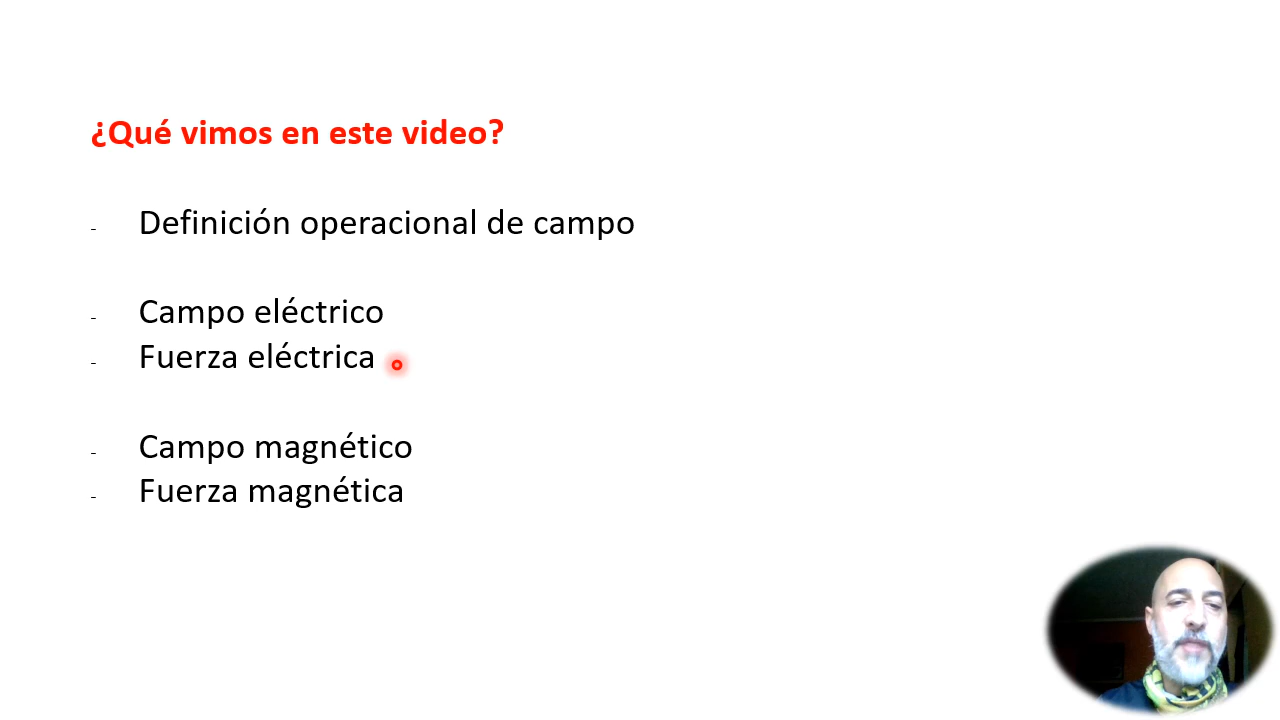 ¿Qué vimos en este video?
- Definición operacional de campo
- Campo eléctrico
- Fuerza eléctrica
- Campo magnético
- Fuerza magnética